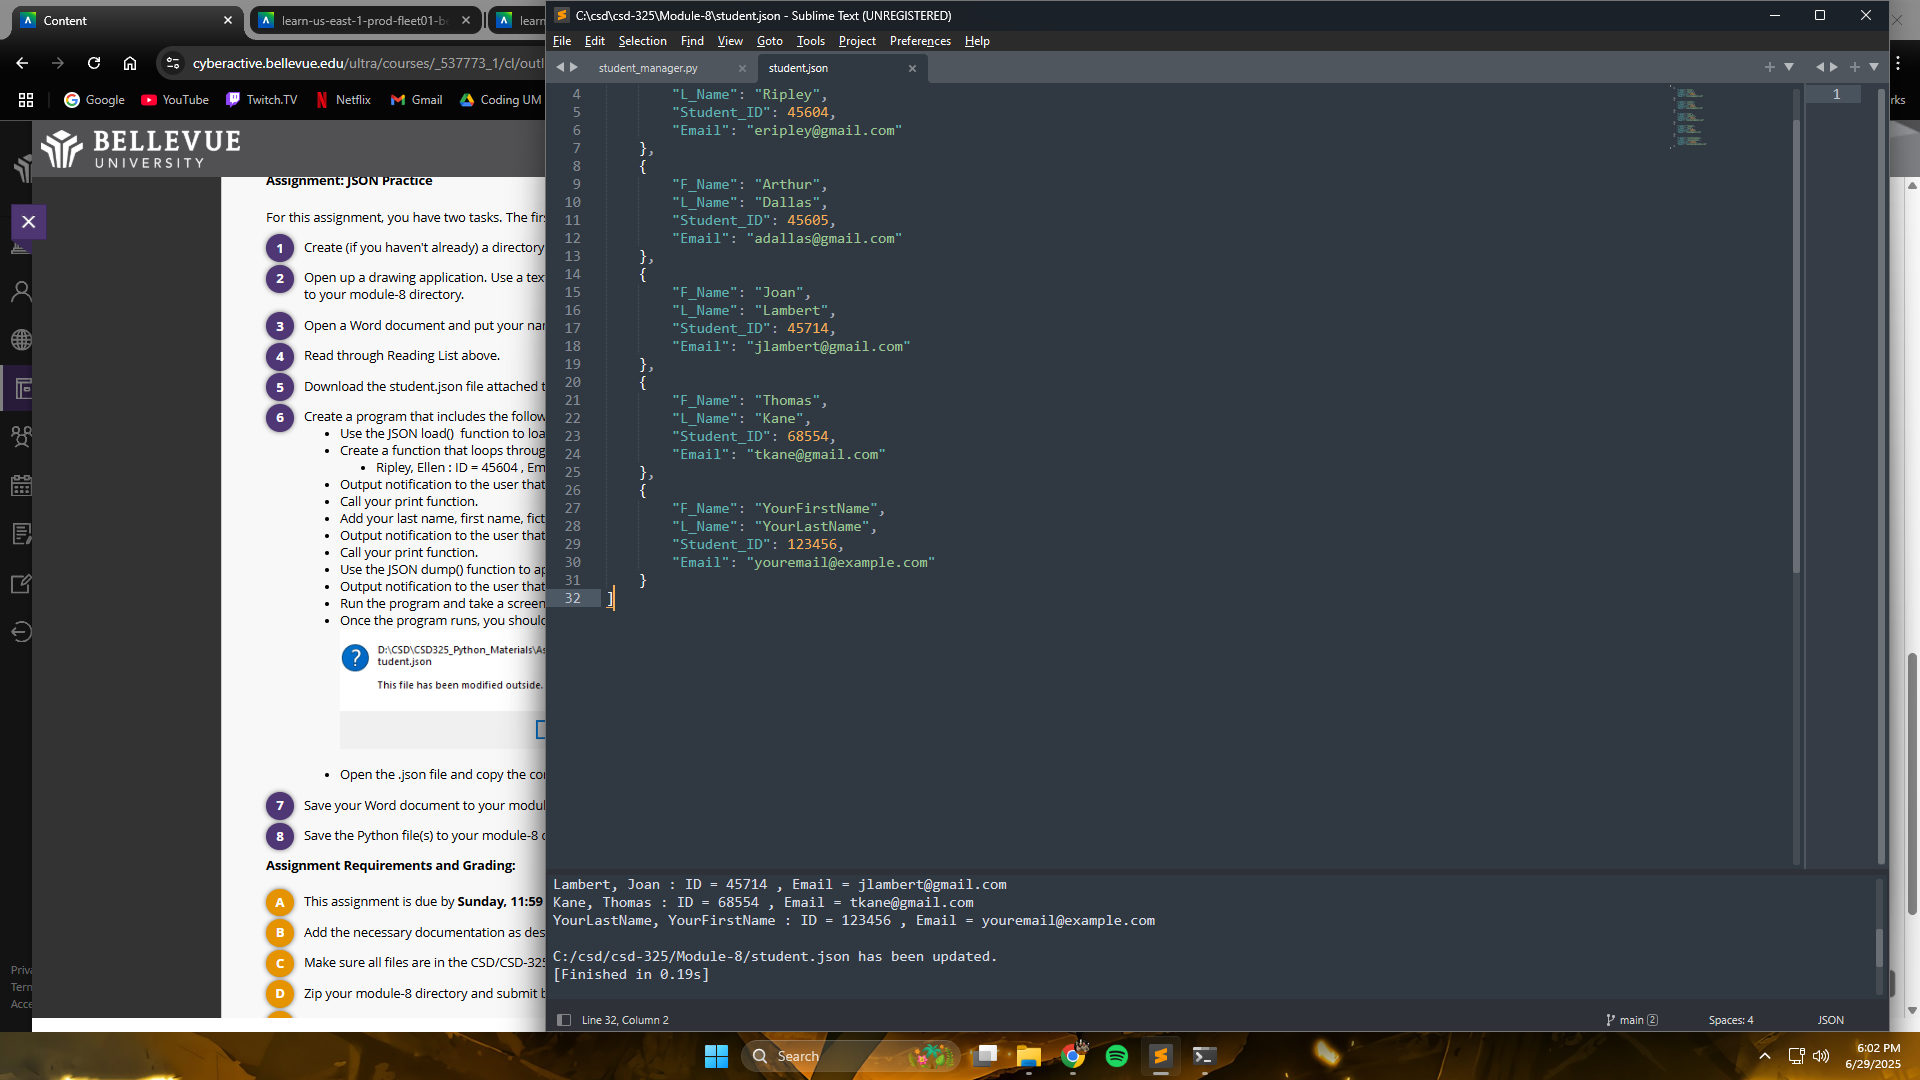 Content
learn-us-east-1-prod-fleet01-be
learn
cyberactive.bellevue.edu/ultra/courses/_537773_1/cl/outl
Google
YouTube
Twitch.TV
Netflix
Gmail
Coding UM
rks
BELLEVUE
UNIVERSITY
Assignment: JSON Practice
For this assignment, you have two tasks. The firs
1 Create (if you haven't already) a directory
2 Open up a drawing application. Use a tex
to your module-8 directory.
3 Open a Word document and put your nam
4 Read through Reading List above.
5 Download the student.json file attached t
6 Create a program that includes the follow
Use the JSON load() function to loa
Create a function that loops throug
Ripley, Ellen : ID = 45604 , Em
Output notification to the user that
Call your print function.
Add your last name, first name, fict
Output notification to the user that
Call your print function.
Use the JSON dump() function to ap
Output notification to the user that
Run the program and take a screen
Once the program runs, you should
D:\CSD\CSD325_Python_Materials\As
tudent.json
This file has been modified outside.
Open the .json file and copy the con
7 Save your Word document to your modul
8 Save the Python file(s) to your module-8 d
Assignment Requirements and Grading:
A This assignment is due by Sunday, 11:59
B Add the necessary documentation as des
C Make sure all files are in the CSD/CSD-325
D Zip your module-8 directory and submit b
Priva
Term
Acce
C:\csd\csd-325\Module-8\student.json - Sublime Text (UNREGISTERED)
File Edit Selection Find View Goto Tools Project Preferences Help
student_manager.py
student.json
4 "L_Name": "Ripley",
5 "Student_ID": 45604,
6 "Email": "eripley@gmail.com"
7 },
8 {
9 "F_Name": "Arthur",
10 "L_Name": "Dallas",
11 "Student_ID": 45605,
12 "Email": "adallas@gmail.com"
13 },
14 {
15 "F_Name": "Joan",
16 "L_Name": "Lambert",
17 "Student_ID": 45714,
18 "Email": "jlambert@gmail.com"
19 },
20 {
21 "F_Name": "Thomas",
22 "L_Name": "Kane",
23 "Student_ID": 68554,
24 "Email": "tkane@gmail.com"
25 },
26 {
27 "F_Name": "YourFirstName",
28 "L_Name": "YourLastName",
29 "Student_ID": 123456,
30 "Email": "youremail@example.com"
31 }
32 ]
1
Lambert, Joan : ID = 45714 , Email = jlambert@gmail.com
Kane, Thomas : ID = 68554 , Email = tkane@gmail.com
YourLastName, YourFirstName : ID = 123456 , Email = youremail@example.com
C:/csd/csd-325/Module-8/student.json has been updated.
[Finished in 0.19s]
Line 32, Column 2
main 2
Spaces: 4
JSON
Search
6:02 PM
6/29/2025